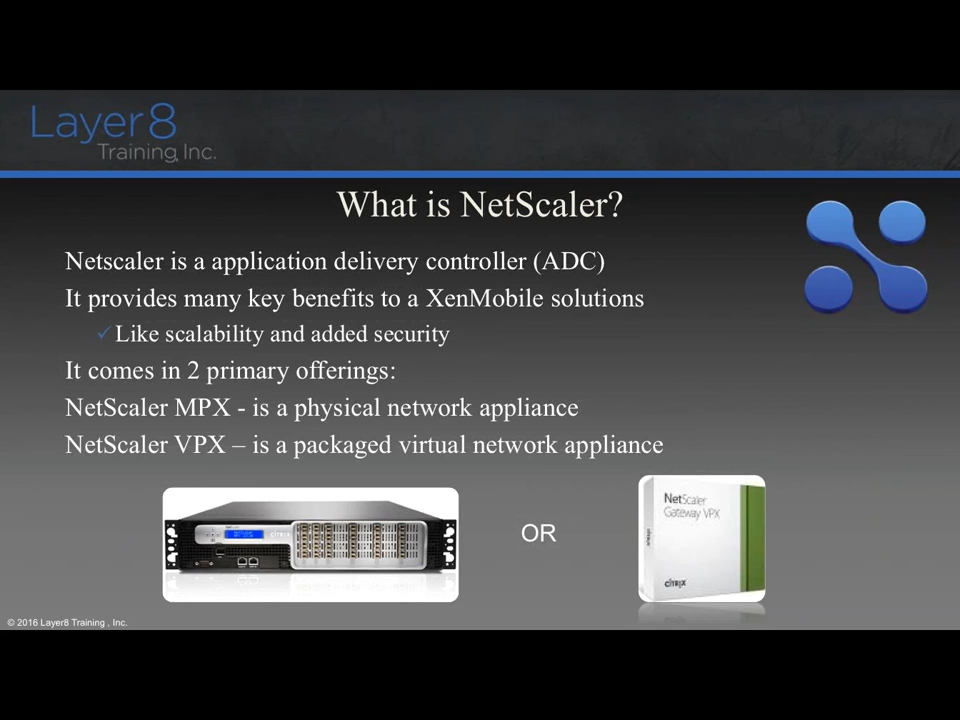 Layer8
Training, Inc.
What is NetScaler?
Netscaler is a application delivery controller (ADC)
It provides many key benefits to a XenMobile solutions
Like scalability and added security
It comes in 2 primary offerings:
NetScaler MPX - is a physical network appliance
NetScaler VPX – is a packaged virtual network appliance
OR
NetScaler
Gateway VPX
CITRIX
© 2016 Layer8 Training , Inc.